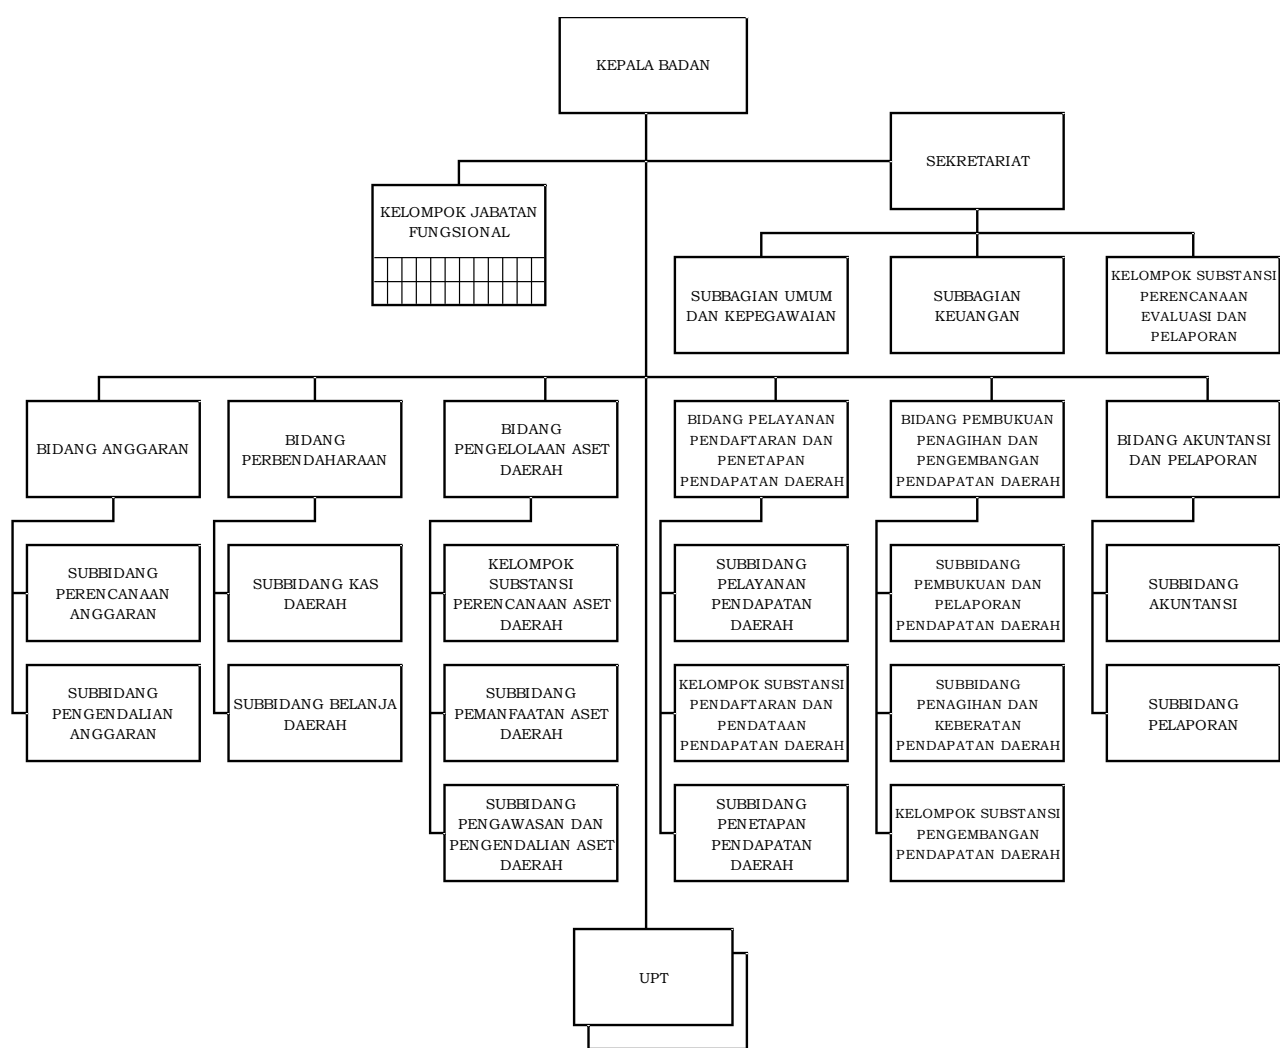 KEPALA BADAN
SEKRETARIAT
KELOMPOK JABATAN
FUNGSIONAL
SUBBAGIAN UMUM
DAN KEPEGAWAIAN
SUBBAGIAN
KEUANGAN
KELOMPOK SUBSTANSI
PERENCANAAN
EVALUASI DAN
PELAPORAN
BIDANG ANGGARAN
BIDANG
PERBENDAHARAAN
BIDANG
PENGELOLAAN ASET
DAERAH
BIDANG PELAYANAN
PENDAFTARAN DAN
PENETAPAN
PENDAPATAN DAERAH
BIDANG PEMBUKUAN
PENAGIHAN DAN
PENGEMBANGAN
PENDAPATAN DAERAH
BIDANG AKUNTANSI
DAN PELAPORAN
SUBBIDANG
PERENCANAAN
ANGGARAN
SUBBIDANG KAS
DAERAH
KELOMPOK
SUBSTANSI
PERENCANAAN ASET
DAERAH
SUBBIDANG
PELAYANAN
PENDAPATAN
DAERAH
SUBBIDANG
PEMBUKUAN DAN
PELAPORAN
PENDAPATAN DAERAH
SUBBIDANG
AKUNTANSI
SUBBIDANG
PENGENDALIAN
ANGGARAN
SUBBIDANG BELANJA
DAERAH
SUBBIDANG
PEMANFAATAN ASET
DAERAH
KELOMPOK SUBSTANSI
PENDAFTARAN DAN
PENDATAAN
PENDAPATAN DAERAH
SUBBIDANG
PENAGIHAN DAN
KEBERATAN
PENDAPATAN DAERAH
SUBBIDANG
PELAPORAN
SUBBIDANG
PENGAWASAN DAN
PENGENDALIAN ASET
DAERAH
SUBBIDANG
PENETAPAN
PENDAPATAN
DAERAH
KELOMPOK SUBSTANSI
PENGEMBANGAN
PENDAPATAN DAERAH
UPT